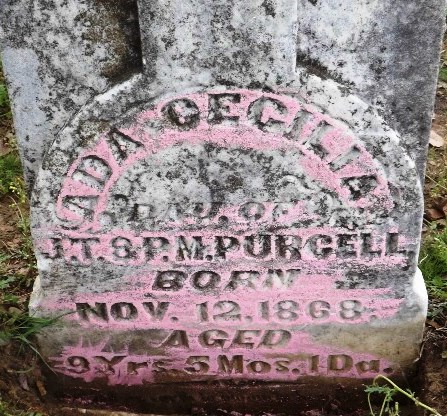 ADA CECILIA
DAU. OF
J.T. & P.M. PURCELL
BORN
NOV. 12, 1868.
AGED
9 Yrs. 5 Mos. 1 Da.